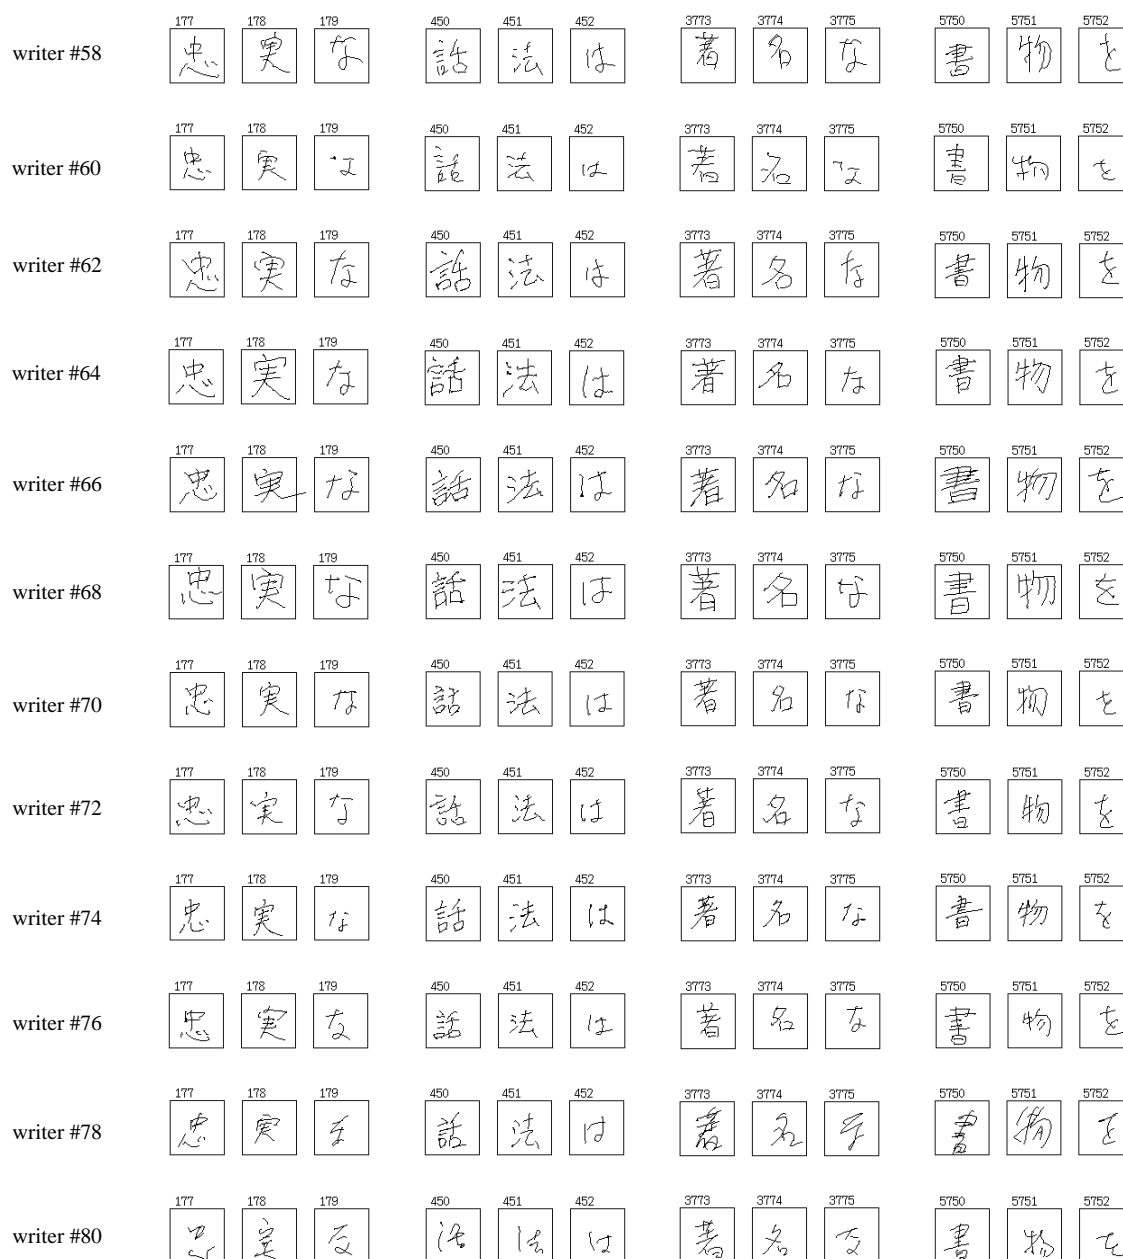 177 178 179 450 451 452 3773 3774 3775 5750 5751 5752
writer #58 忠 実 な 話 法 は 著 名 な 書 物 を
177 178 179 450 451 452 3773 3774 3775 5750 5751 5752
writer #60 忠 実 な 話 法 は 著 名 な 書 物 を
177 178 179 450 451 452 3773 3774 3775 5750 5751 5752
writer #62 忠 実 な 話 法 は 著 名 な 書 物 を
177 178 179 450 451 452 3773 3774 3775 5750 5751 5752
writer #64 忠 実 な 話 法 は 著 名 な 書 物 を
177 178 179 450 451 452 3773 3774 3775 5750 5751 5752
writer #66 忠 実 な 話 法 は 著 名 な 書 物 を
177 178 179 450 451 452 3773 3774 3775 5750 5751 5752
writer #68 忠 実 な 話 法 は 著 名 な 書 物 を
177 178 179 450 451 452 3773 3774 3775 5750 5751 5752
writer #70 忠 実 な 話 法 は 著 名 な 書 物 を
177 178 179 450 451 452 3773 3774 3775 5750 5751 5752
writer #72 忠 実 な 話 法 は 著 名 な 書 物 を
177 178 179 450 451 452 3773 3774 3775 5750 5751 5752
writer #74 忠 実 な 話 法 は 著 名 な 書 物 を
177 178 179 450 451 452 3773 3774 3775 5750 5751 5752
writer #76 忠 実 な 話 法 は 著 名 な 書 物 を
177 178 179 450 451 452 3773 3774 3775 5750 5751 5752
writer #78 忠 実 な 話 法 は 著 名 な 書 物 を
177 178 179 450 451 452 3773 3774 3775 5750 5751 5752
writer #80 忠 実 な 話 法 は 著 名 な 書 物 を